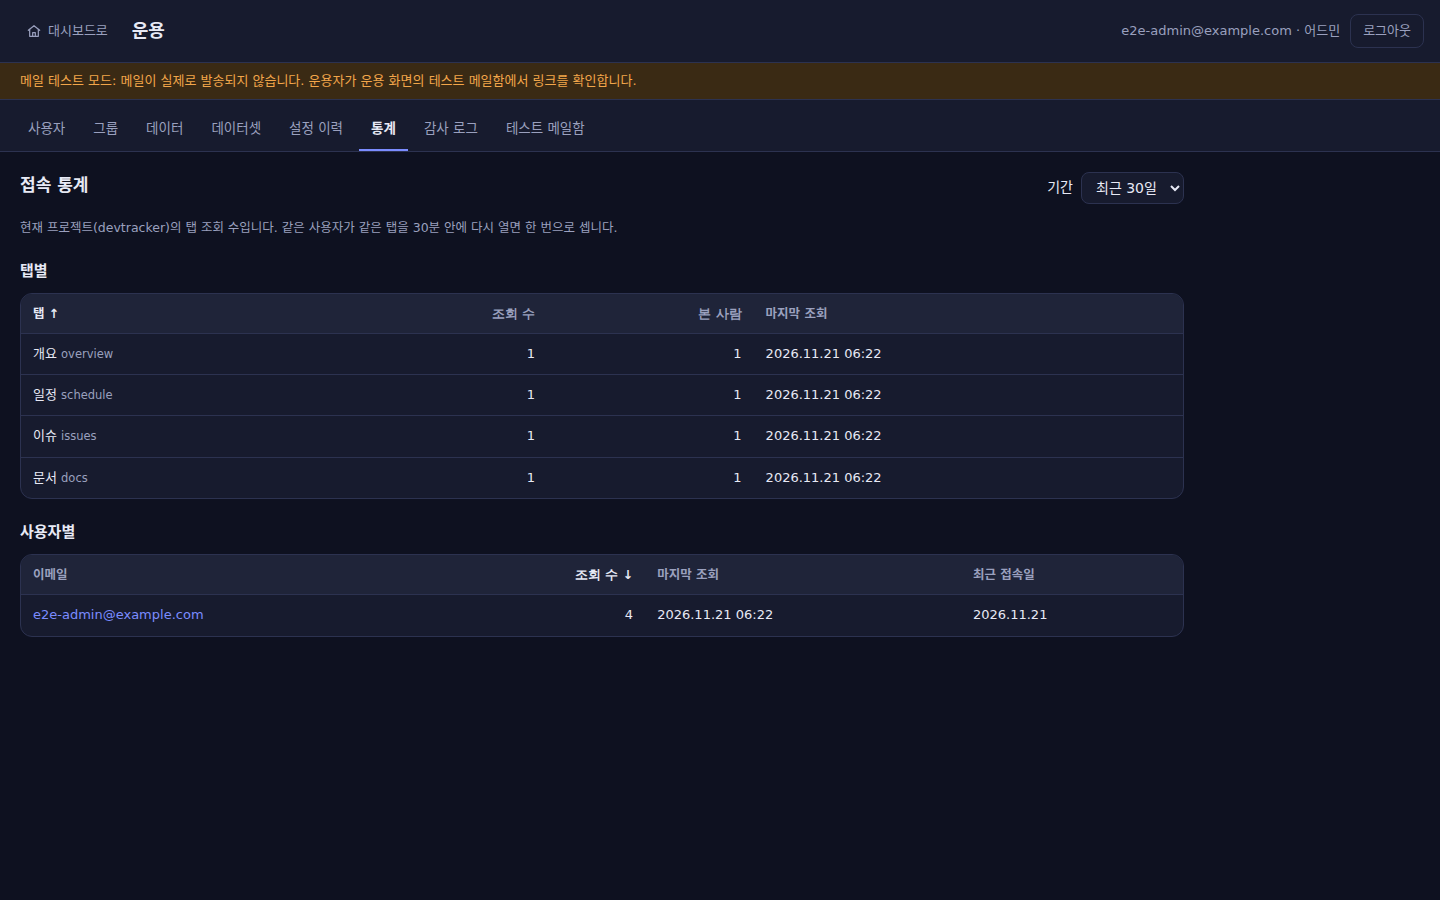 대시보드로 운용 e2e-admin@example.com · 어드민 로그아웃
메일 테스트 모드: 메일이 실제로 발송되지 않습니다. 운용자가 운용 화면의 테스트 메일함에서 링크를 확인합니다.
사용자 그룹 데이터 데이터셋 설정 이력 통계 감사 로그 테스트 메일함
접속 통계 기간 최근 30일
현재 프로젝트(devtracker)의 탭 조회 수입니다. 같은 사용자가 같은 탭을 30분 안에 다시 열면 한 번으로 셉니다.
탭별
탭 ↑ 조회 수 본 사람 마지막 조회
개요 overview 1 1 2026.11.21 06:22
일정 schedule 1 1 2026.11.21 06:22
이슈 issues 1 1 2026.11.21 06:22
문서 docs 1 1 2026.11.21 06:22
사용자별
이메일 조회 수 ↓ 마지막 조회 최근 접속일
e2e-admin@example.com 4 2026.11.21 06:22 2026.11.21